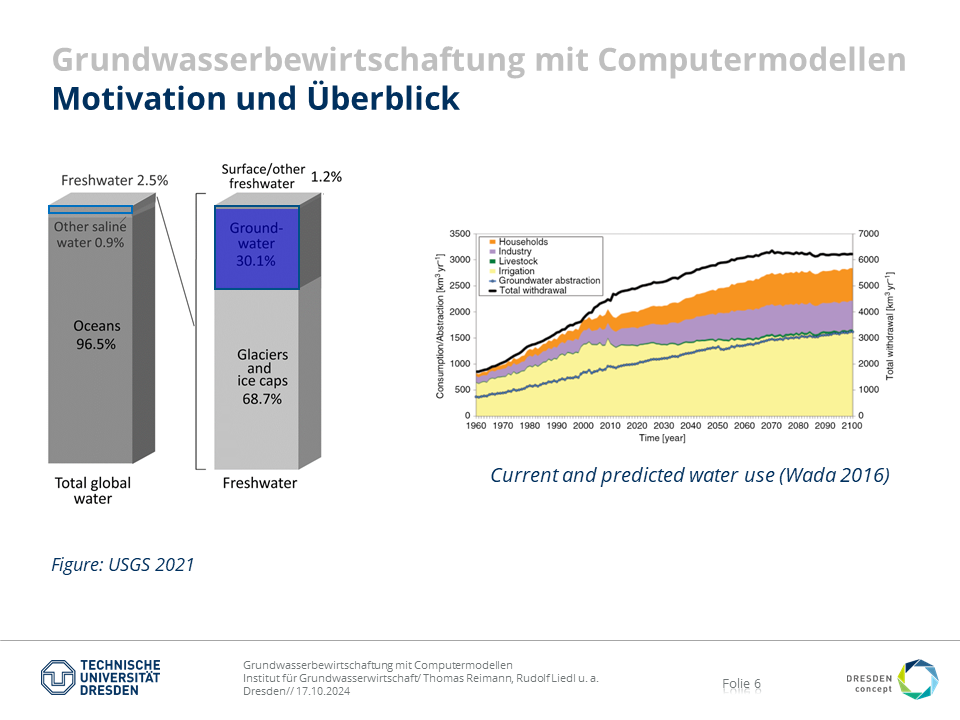 Grundwasserbewirtschaftung mit Computermodellen
Motivation und Überblick
Freshwater 2.5%
Surface/other
freshwater
1.2%
Other saline
water 0.9%
Ground-
water
30.1%
Oceans
96.5%
Glaciers
and
ice caps
68.7%
Total global
water
Freshwater
Figure: USGS 2021
3500
3000
2500
2000
1500
1000
500
0
Consumption/Abstraction [km³ yr⁻¹]
Households
Industry
Livestock
Irrigation
Groundwater abstraction
Total withdrawal
7000
6000
5000
4000
3000
2000
1000
0
Total withdrawal [km³ yr⁻¹]
1960 1970 1980 1990 2000 2010 2020 2030 2040 2050 2060 2070 2080 2090 2100
Time [year]
Current and predicted water use (Wada 2016)
TECHNISCHE
UNIVERSITÄT
DRESDEN
Grundwasserbewirtschaftung mit Computermodellen
Institut für Grundwasserwirtschaft/ Thomas Reimann, Rudolf Liedl u. a.
Dresden// 17.10.2024
Folie 6
DRESDEN
concept